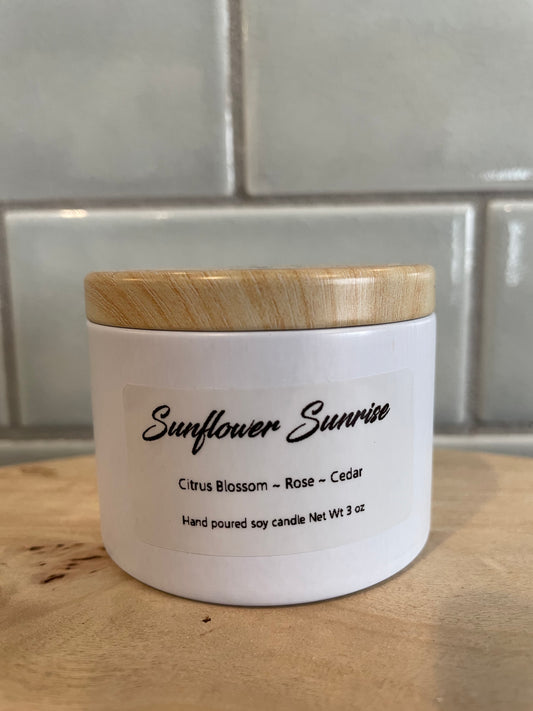 Sunflower Sunrise
Citrus Blossom ~ Rose ~ Cedar
Hand poured soy candle Net Wt 3 oz